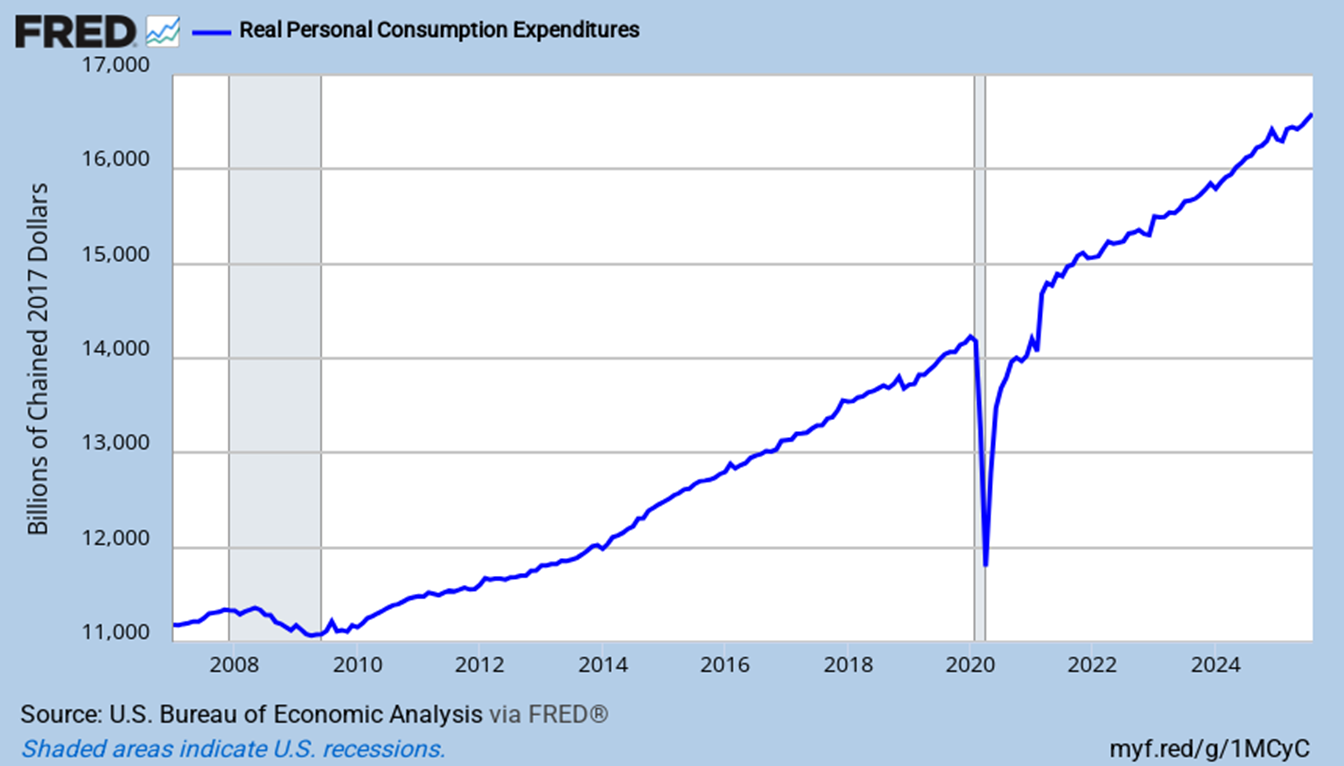 FRED Real Personal Consumption Expenditures
17,000
16,000
15,000
14,000
13,000
12,000
11,000
Billions of Chained 2017 Dollars
2008 2010 2012 2014 2016 2018 2020 2022 2024
Source: U.S. Bureau of Economic Analysis via FRED®
Shaded areas indicate U.S. recessions. myf.red/g/1MCyC